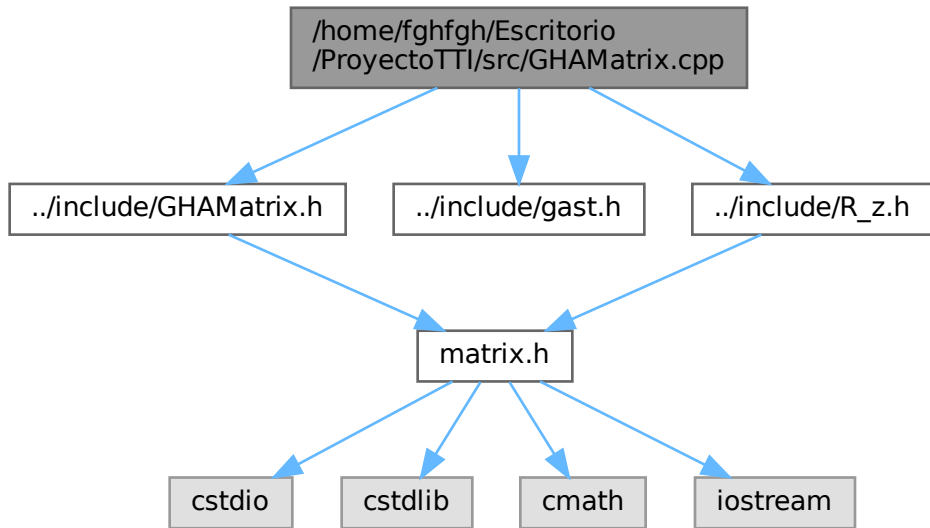 /home/fghfgh/Escritorio
/ProyectoTTI/src/GHAMatrix.cpp
../include/GHAMatrix.h
../include/gast.h
../include/R_z.h
matrix.h
cstdio
cstdlib
cmath
iostream